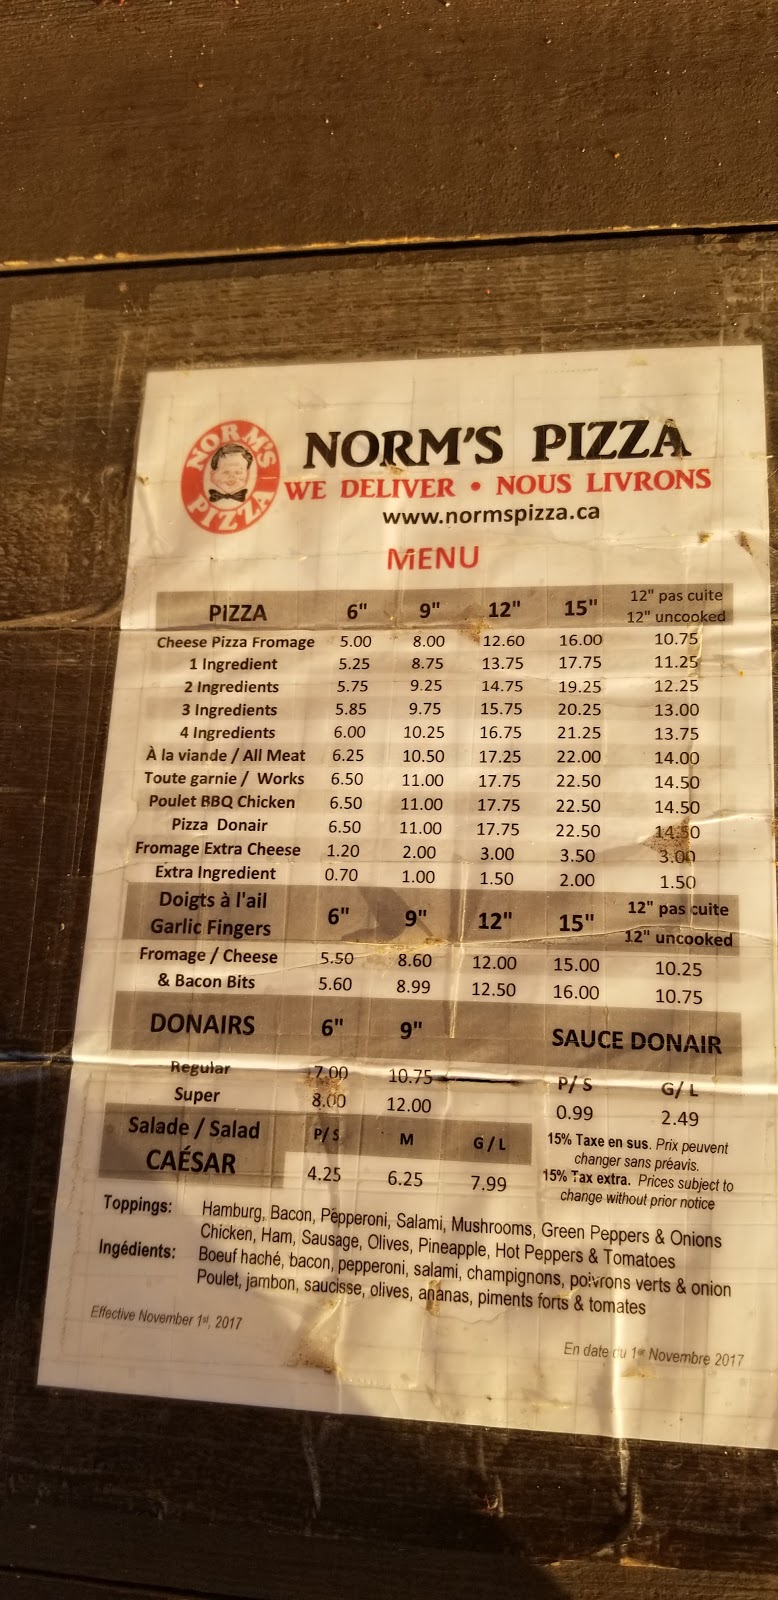 NORM'S PIZZA
NORM'S PIZZA
WE DELIVER • NOUS LIVRONS
www.normspizza.ca
MENU
PIZZA 6" 9" 12" 15" 12" pas cuite
12" uncooked
Cheese Pizza Fromage 5.00 8.00 12.60 16.00 10.75
1 Ingredient 5.25 8.75 13.75 17.75 11.25
2 Ingredients 5.75 9.25 14.75 19.25 12.25
3 Ingredients 5.85 9.75 15.75 20.25 13.00
4 Ingredients 6.00 10.25 16.75 21.25 13.75
À la viande / All Meat 6.25 10.50 17.25 22.00 14.00
Toute garnie / Works 6.50 11.00 17.75 22.50 14.50
Poulet BBQ Chicken 6.50 11.00 17.75 22.50 14.50
Pizza Donair 6.50 11.00 17.75 22.50 14.50
Fromage Extra Cheese 1.20 2.00 3.00 3.50 3.00
Extra Ingredient 0.70 1.00 1.50 2.00 1.50
Doigts à l'ail
Garlic Fingers 6" 9" 12" 15" 12" pas cuite
12" uncooked
Fromage / Cheese 5.50 8.60 12.00 15.00 10.25
& Bacon Bits 5.60 8.99 12.50 16.00 10.75
DONAIRS 6" 9"
Regular 7.00 10.75
Super 8.00 12.00
SAUCE DONAIR
P/S G/L
0.99 2.49
Salade / Salad
CAÉSAR
P/S M G/L
4.25 6.25 7.99
15% Taxe en sus. Prix peuvent
changer sans préavis.
15% Tax extra. Prices subject to
change without prior notice
Toppings: Hamburg, Bacon, Pepperoni, Salami, Mushrooms, Green Peppers & Onions
Chicken, Ham, Sausage, Olives, Pineapple, Hot Peppers & Tomatoes
Ingédients: Boeuf haché, bacon, pepperoni, salami, champignons, poivrons verts & onion
Poulet, jambon, saucisse, olives, ananas, piments forts & tomates
Effective November 1st, 2017
En date du 1er Novembre 2017